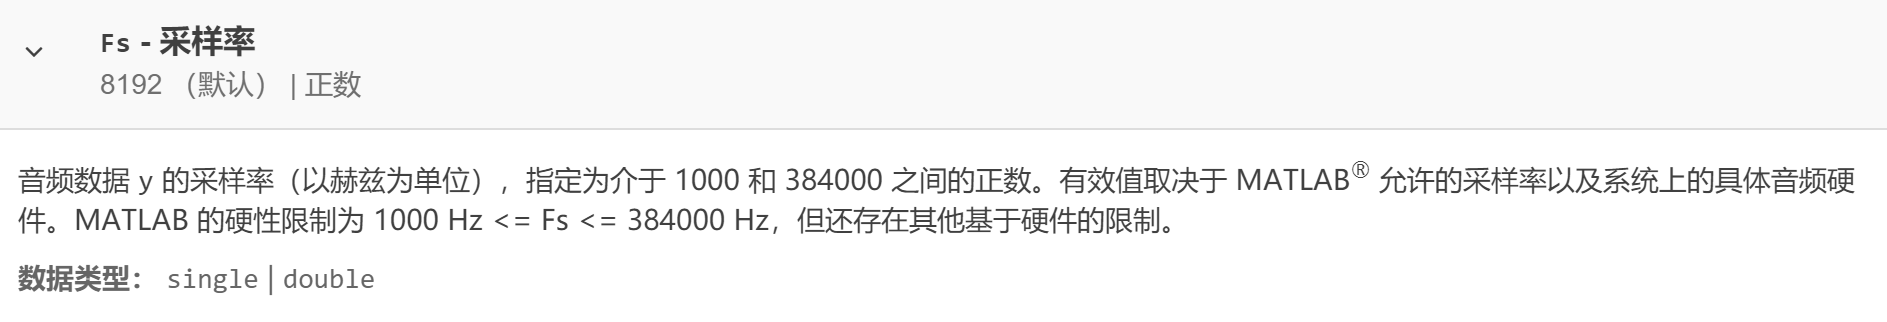 Fs - 采样率
8192 （默认） | 正数
音频数据 y 的采样率（以赫兹为单位），指定为介于 1000 和 384000 之间的正数。有效值取决于 MATLAB® 允许的采样率以及系统上的具体音频硬
件。MATLAB 的硬性限制为 1000 Hz <= Fs <= 384000 Hz，但还存在其他基于硬件的限制。
数据类型： single | double